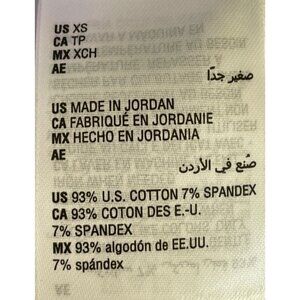 US XS
CA TP
MX XCH
AE
صغير جدًا
US MADE IN JORDAN
CA FABRIQUÉ EN JORDANIE
MX HECHO EN JORDANIA
AE
صُنع في الأردن
US 93% U.S. COTTON 7% SPANDEX
CA 93% COTON DES E.-U.
7% SPANDEX
MX 93% algodón de EE.UU.
7% spándex